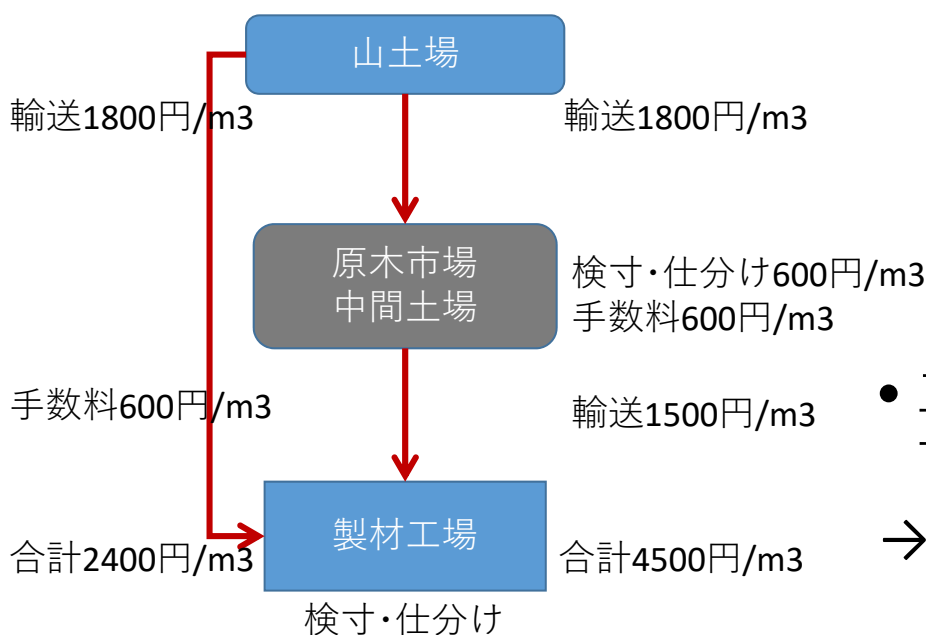 山土場
輸送1800円/m3
輸送1800円/m3
原木市場
中間土場
検寸・仕分け600円/m3
手数料600円/m3
手数料600円/m3
輸送1500円/m3
•
製材工場
合計2400円/m3
合計4500円/m3
→
検寸・仕分け